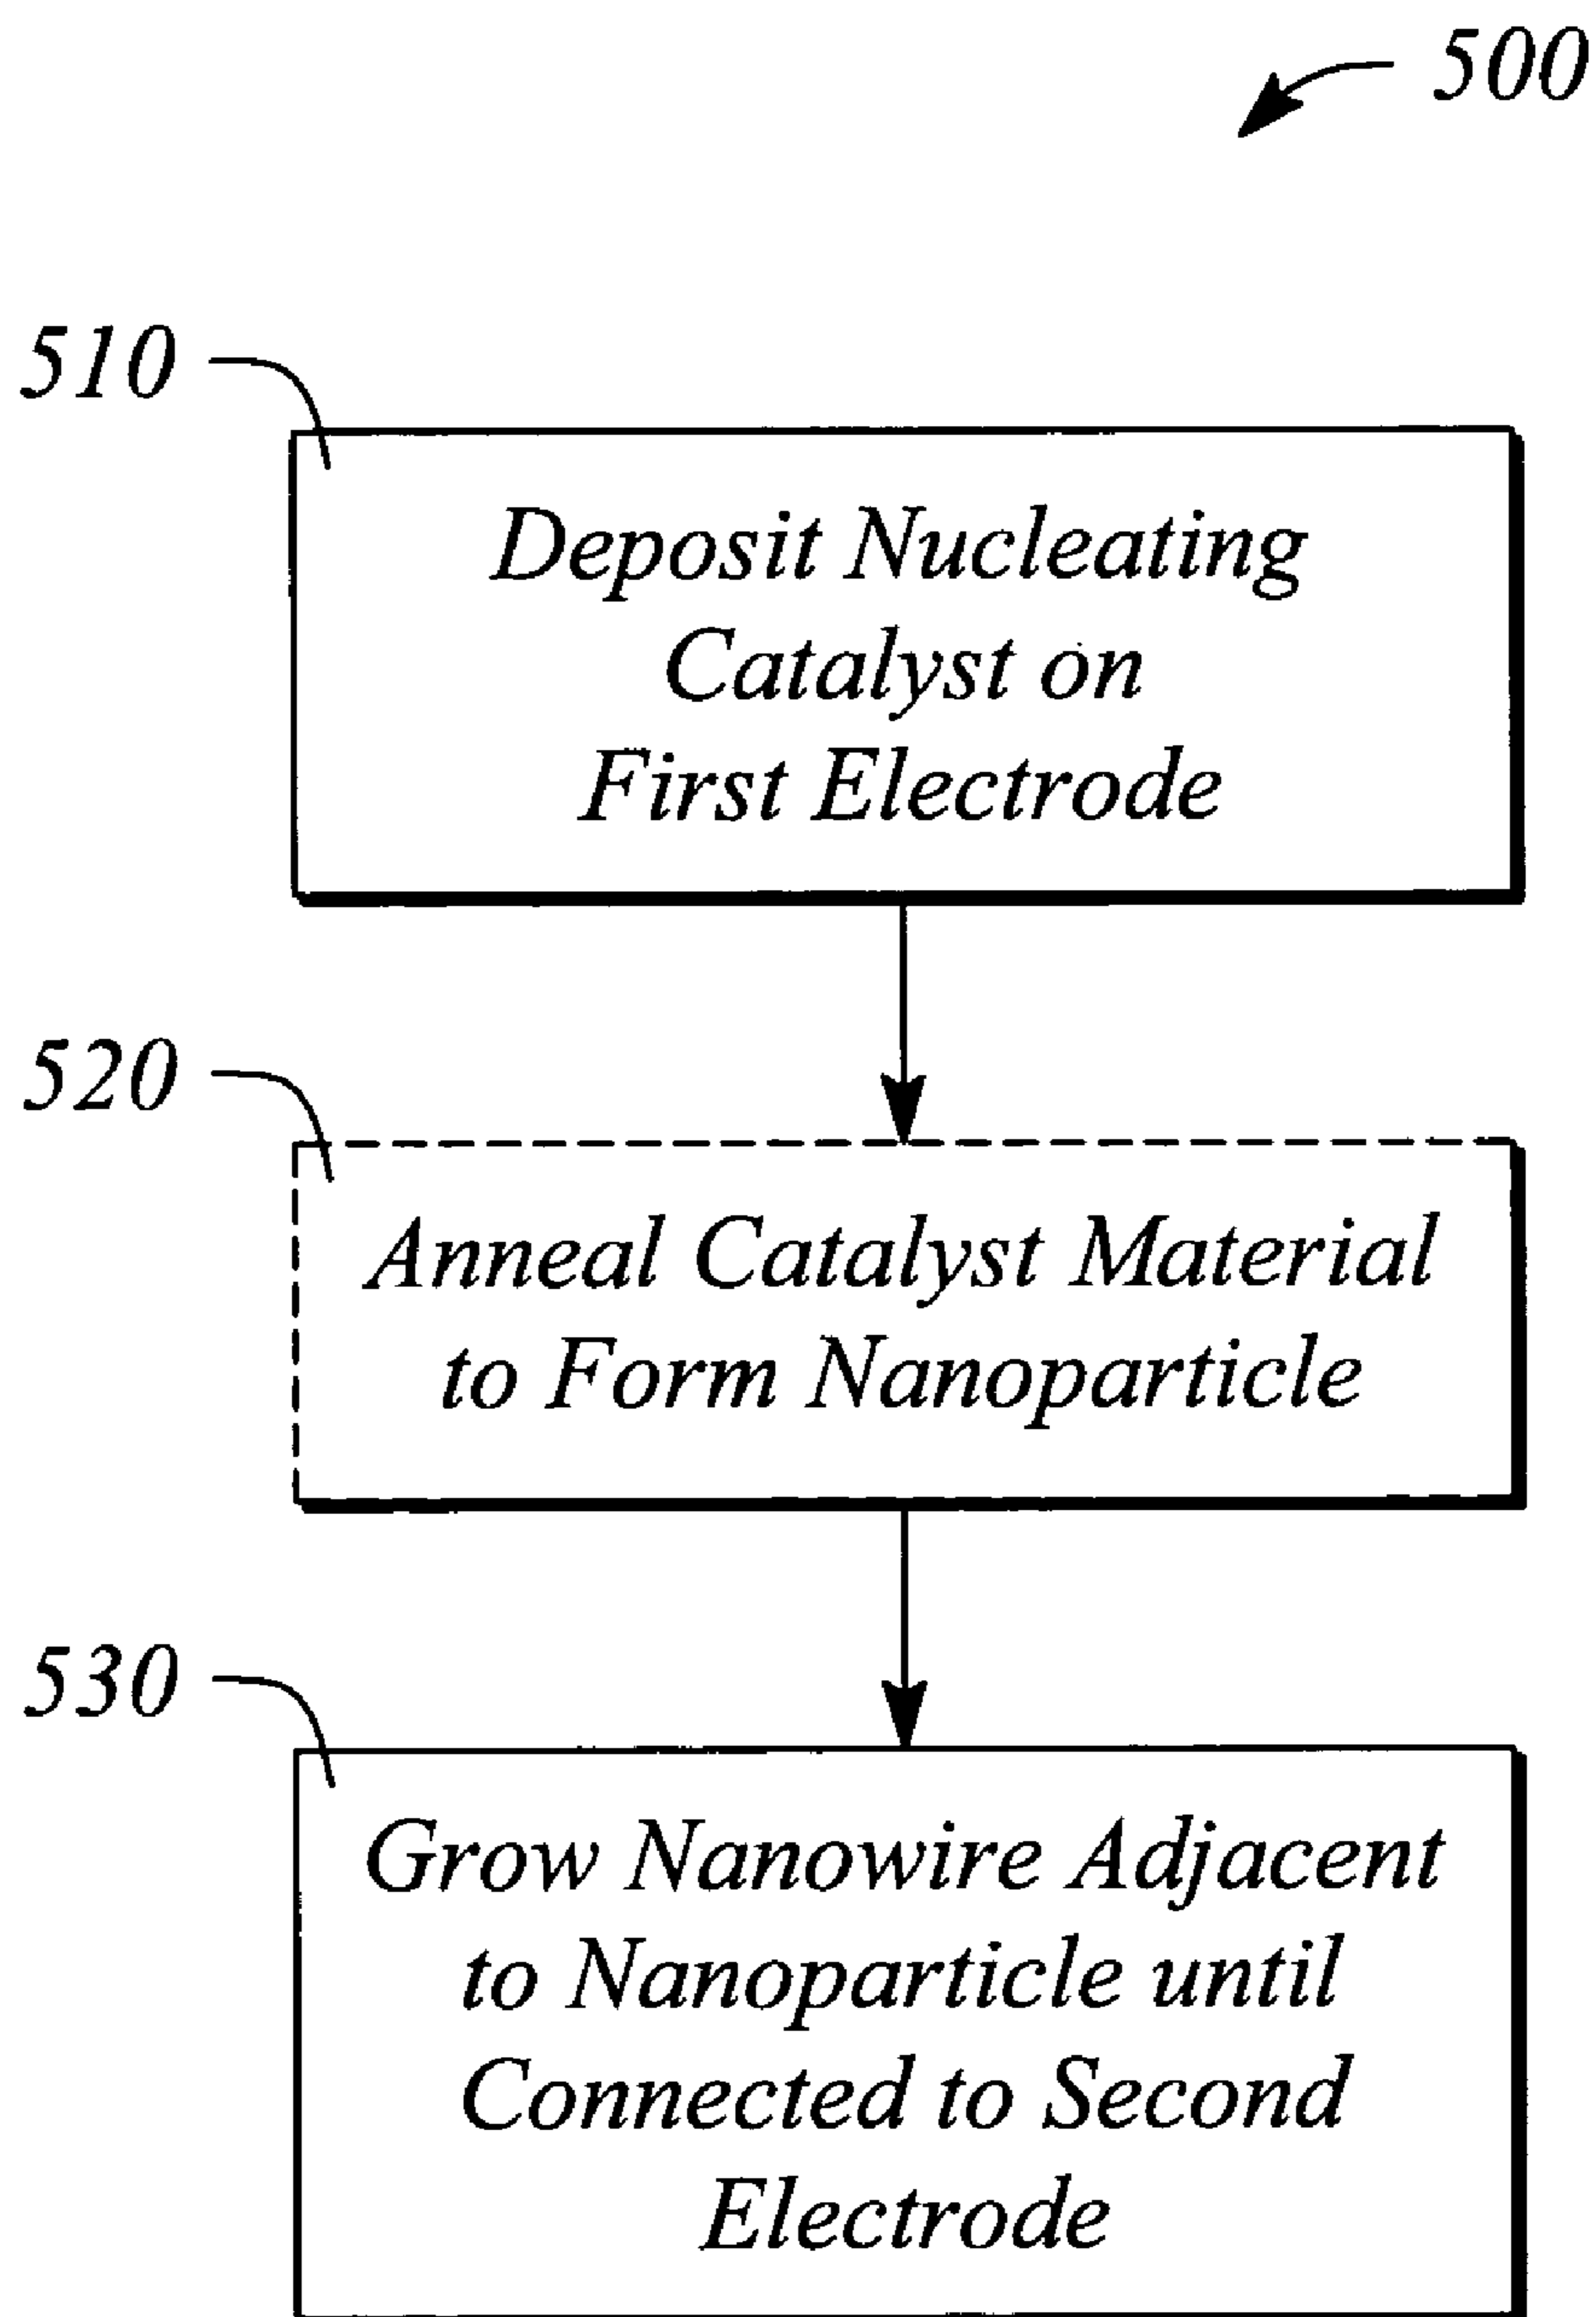 500
510
Deposit Nucleating
Catalyst on
First Electrode
520
Anneal Catalyst Material
to Form Nanoparticle
530
Grow Nanowire Adjacent
to Nanoparticle until
Connected to Second
Electrode